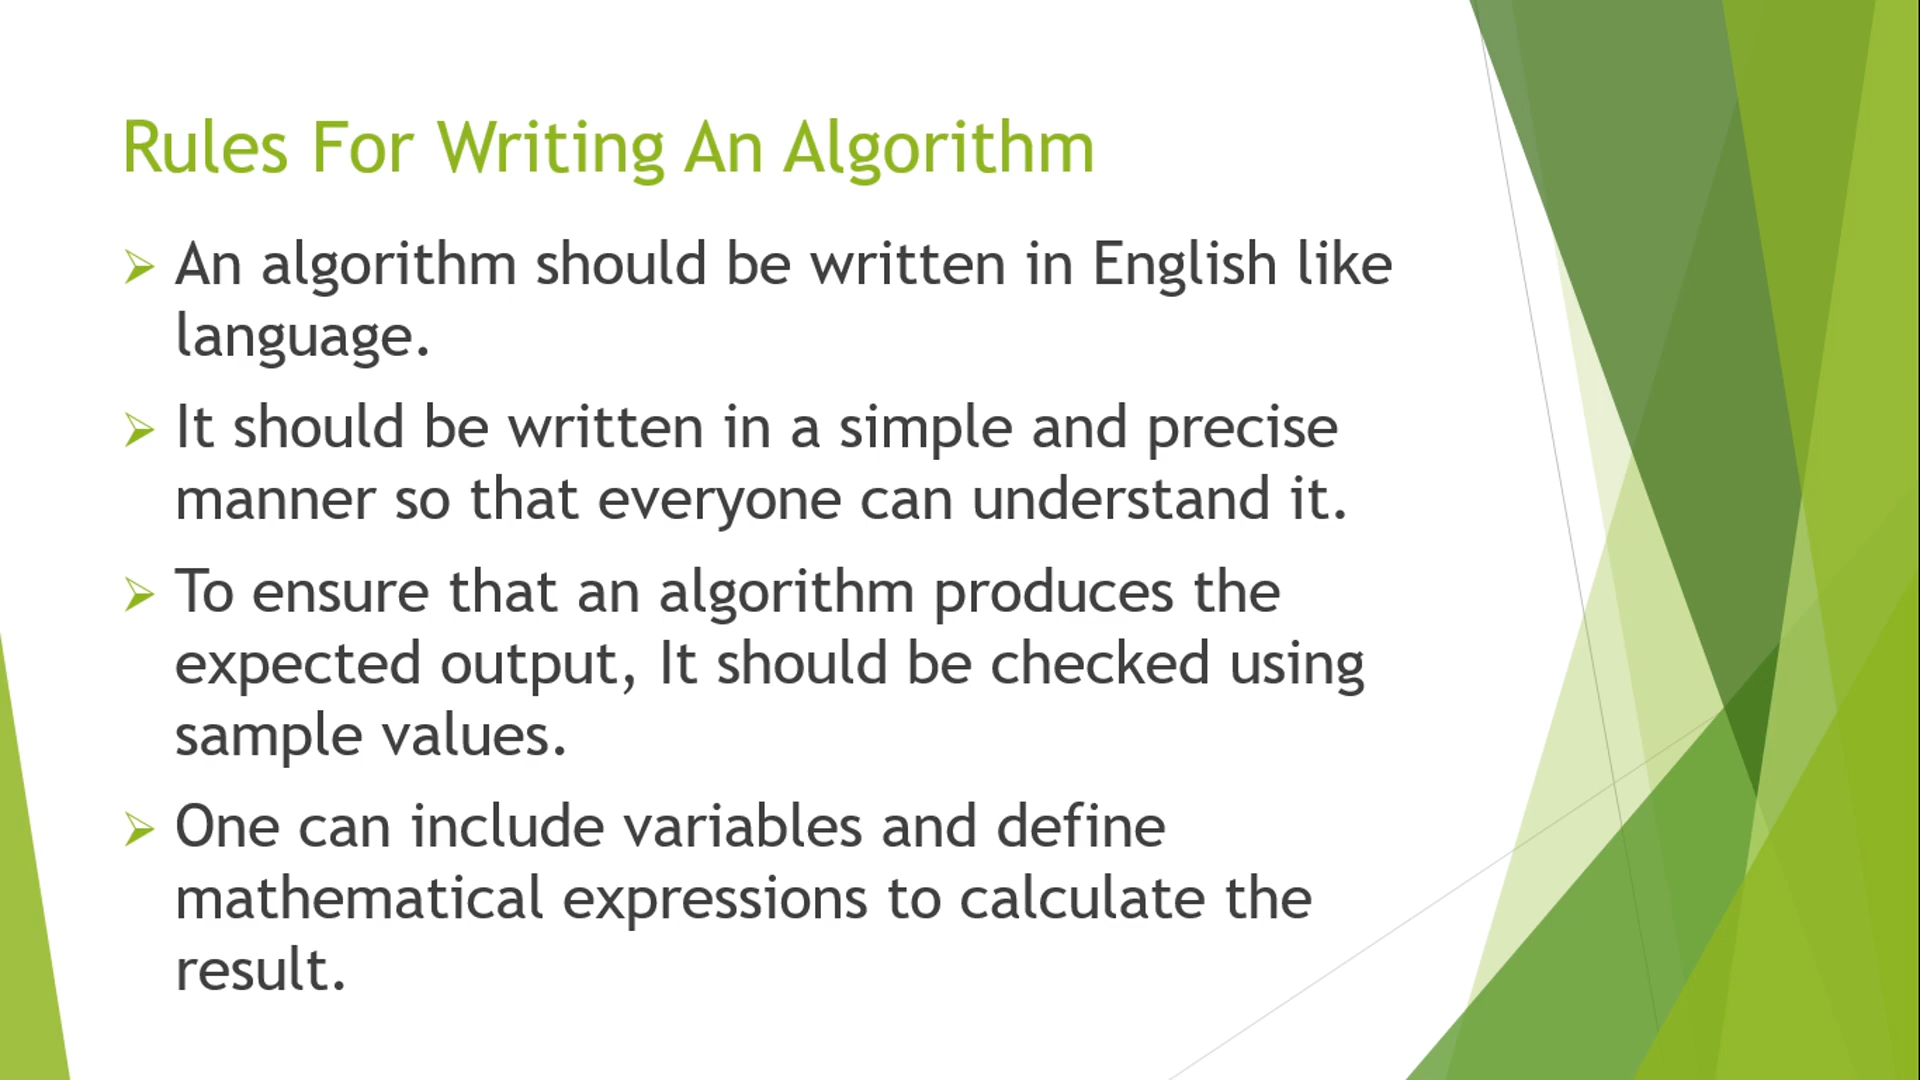 Rules For Writing An Algorithm
An algorithm should be written in English like
language.
It should be written in a simple and precise
manner so that everyone can understand it.
To ensure that an algorithm produces the
expected output, It should be checked using
sample values.
One can include variables and define
mathematical expressions to calculate the
result.